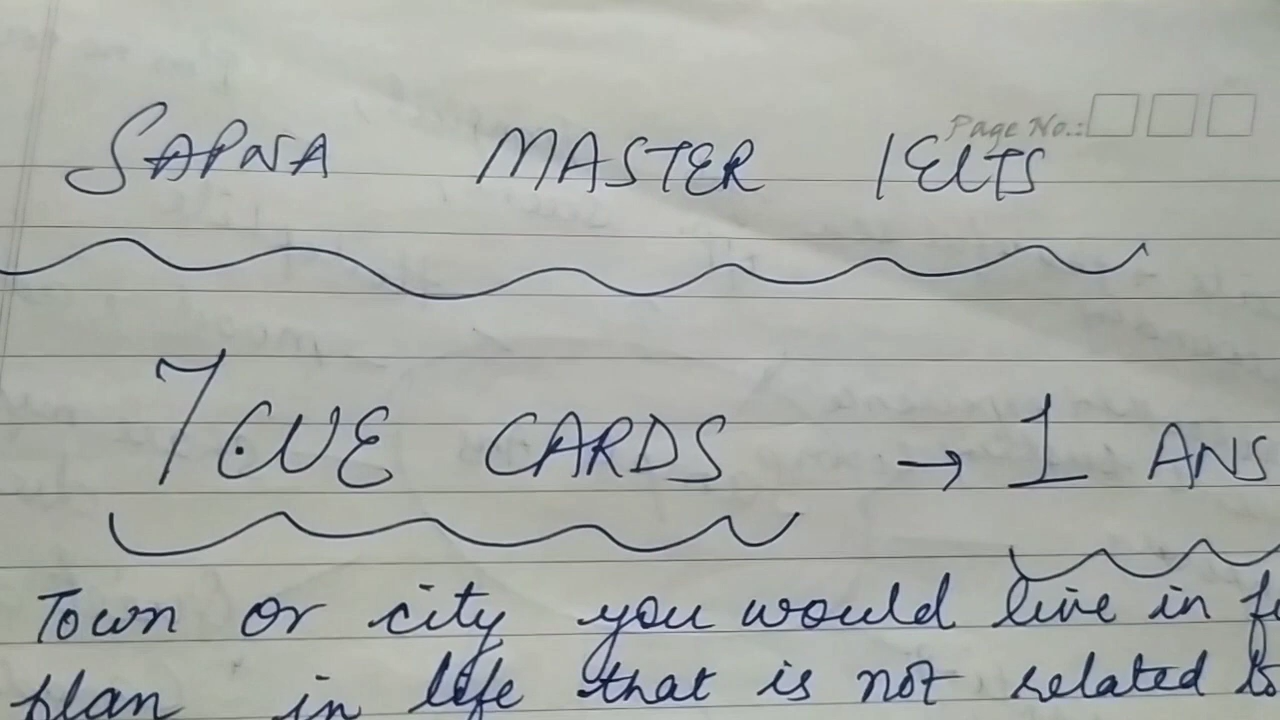 Page No.:
SAPNA MASTER IELTS
7 CUE CARDS → 1 ANS
Town or city you would live in
plan in life that is not related to